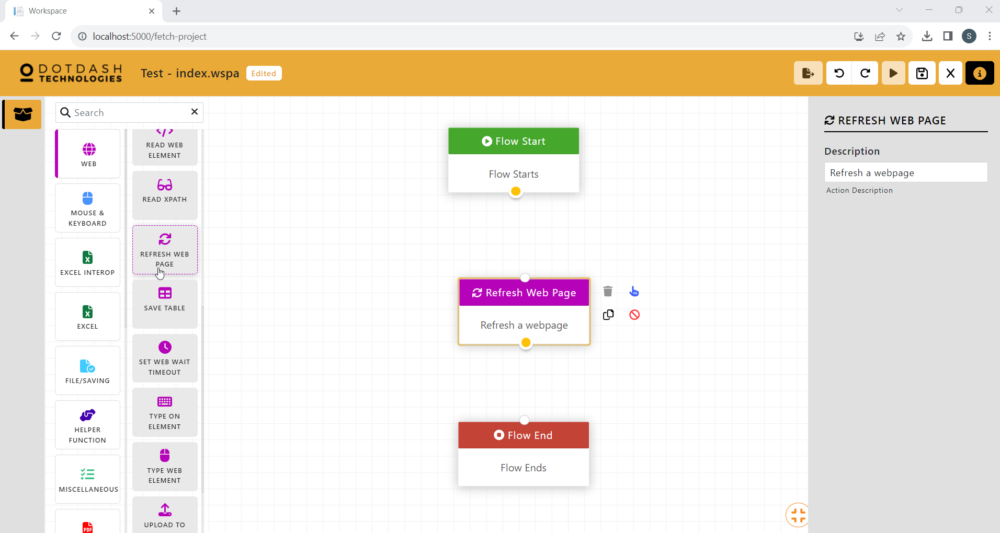 Workspace
localhost:5000/fetch-project
S
DOTDASH
TECHNOLOGIES
Test - index.wspa
Edited
Search
WEB
MOUSE &
KEYBOARD
EXCEL INTEROP
EXCEL
FILE/SAVING
HELPER
FUNCTION
MISCELLANEOUS
PDF
READ WEB
ELEMENT
READ XPATH
REFRESH WEB
PAGE
SAVE TABLE
SET WEB WAIT
TIMEOUT
TYPE ON
ELEMENT
TYPE WEB
ELEMENT
UPLOAD TO
Flow Start
Flow Starts
Refresh Web Page
Refresh a webpage
Flow End
Flow Ends
REFRESH WEB PAGE
Description
Refresh a webpage
Action Description